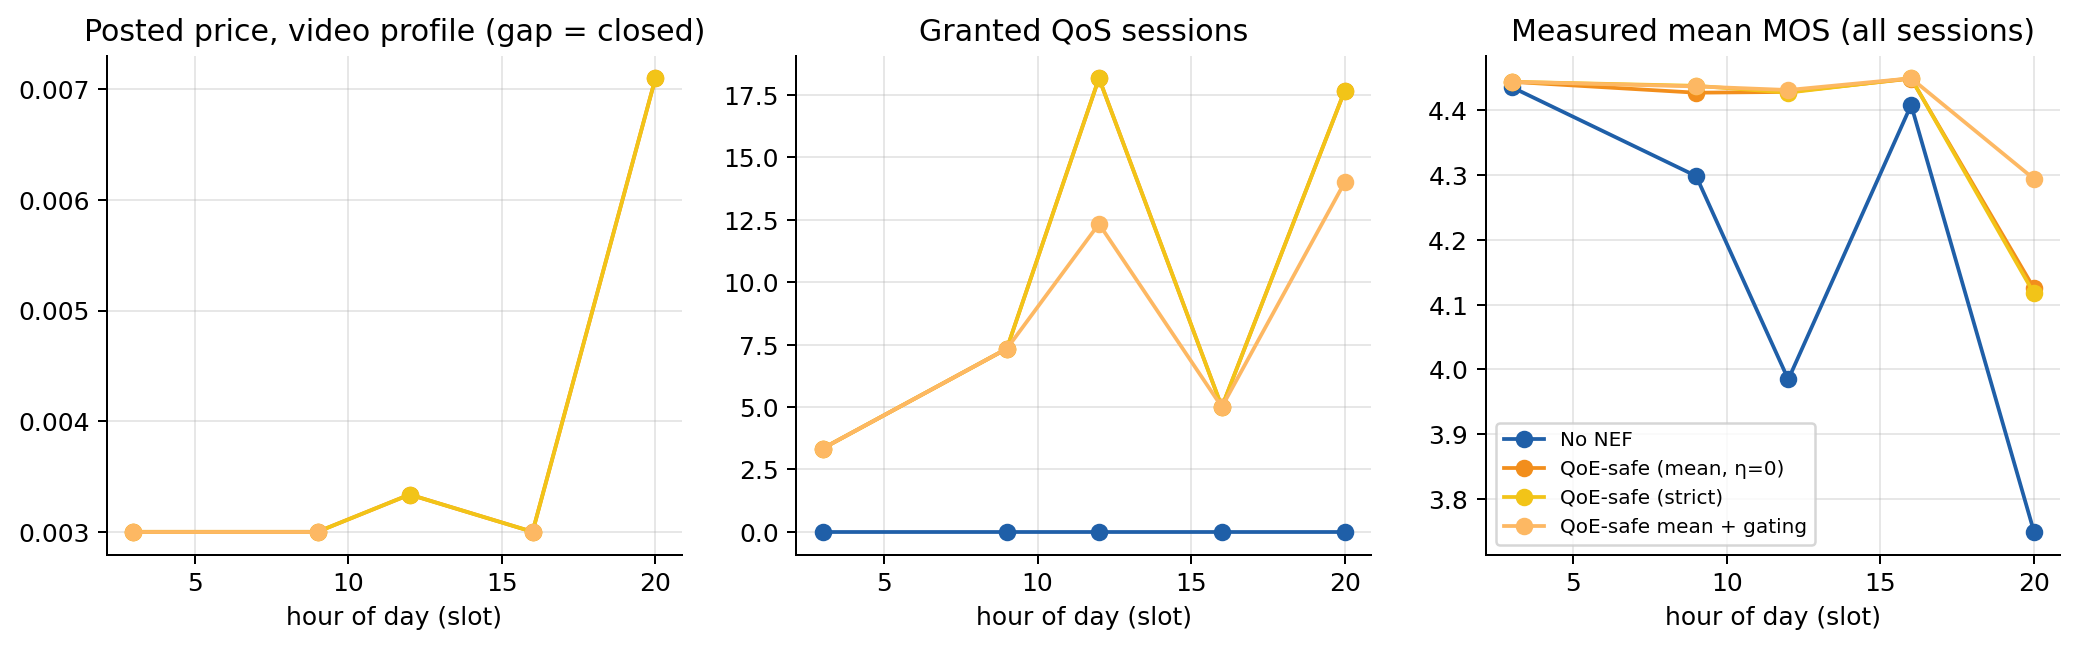 Posted price, video profile (gap = closed)
0.007
0.006
0.005
0.004
0.003
5 10 15 20
hour of day (slot)
Granted QoS sessions
17.5
15.0
12.5
10.0
7.5
5.0
2.5
0.0
5 10 15 20
hour of day (slot)
Measured mean MOS (all sessions)
4.4
4.3
4.2
4.1
4.0
3.9
3.8
No NEF
QoE-safe (mean, η=0)
QoE-safe (strict)
QoE-safe mean + gating
5 10 15 20
hour of day (slot)